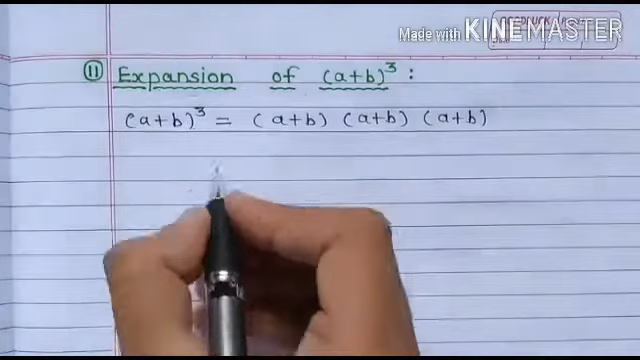 Made with KINEMASTER
11 Expansion of (a+b)³ :
(a+b)³ = (a+b) (a+b) (a+b)